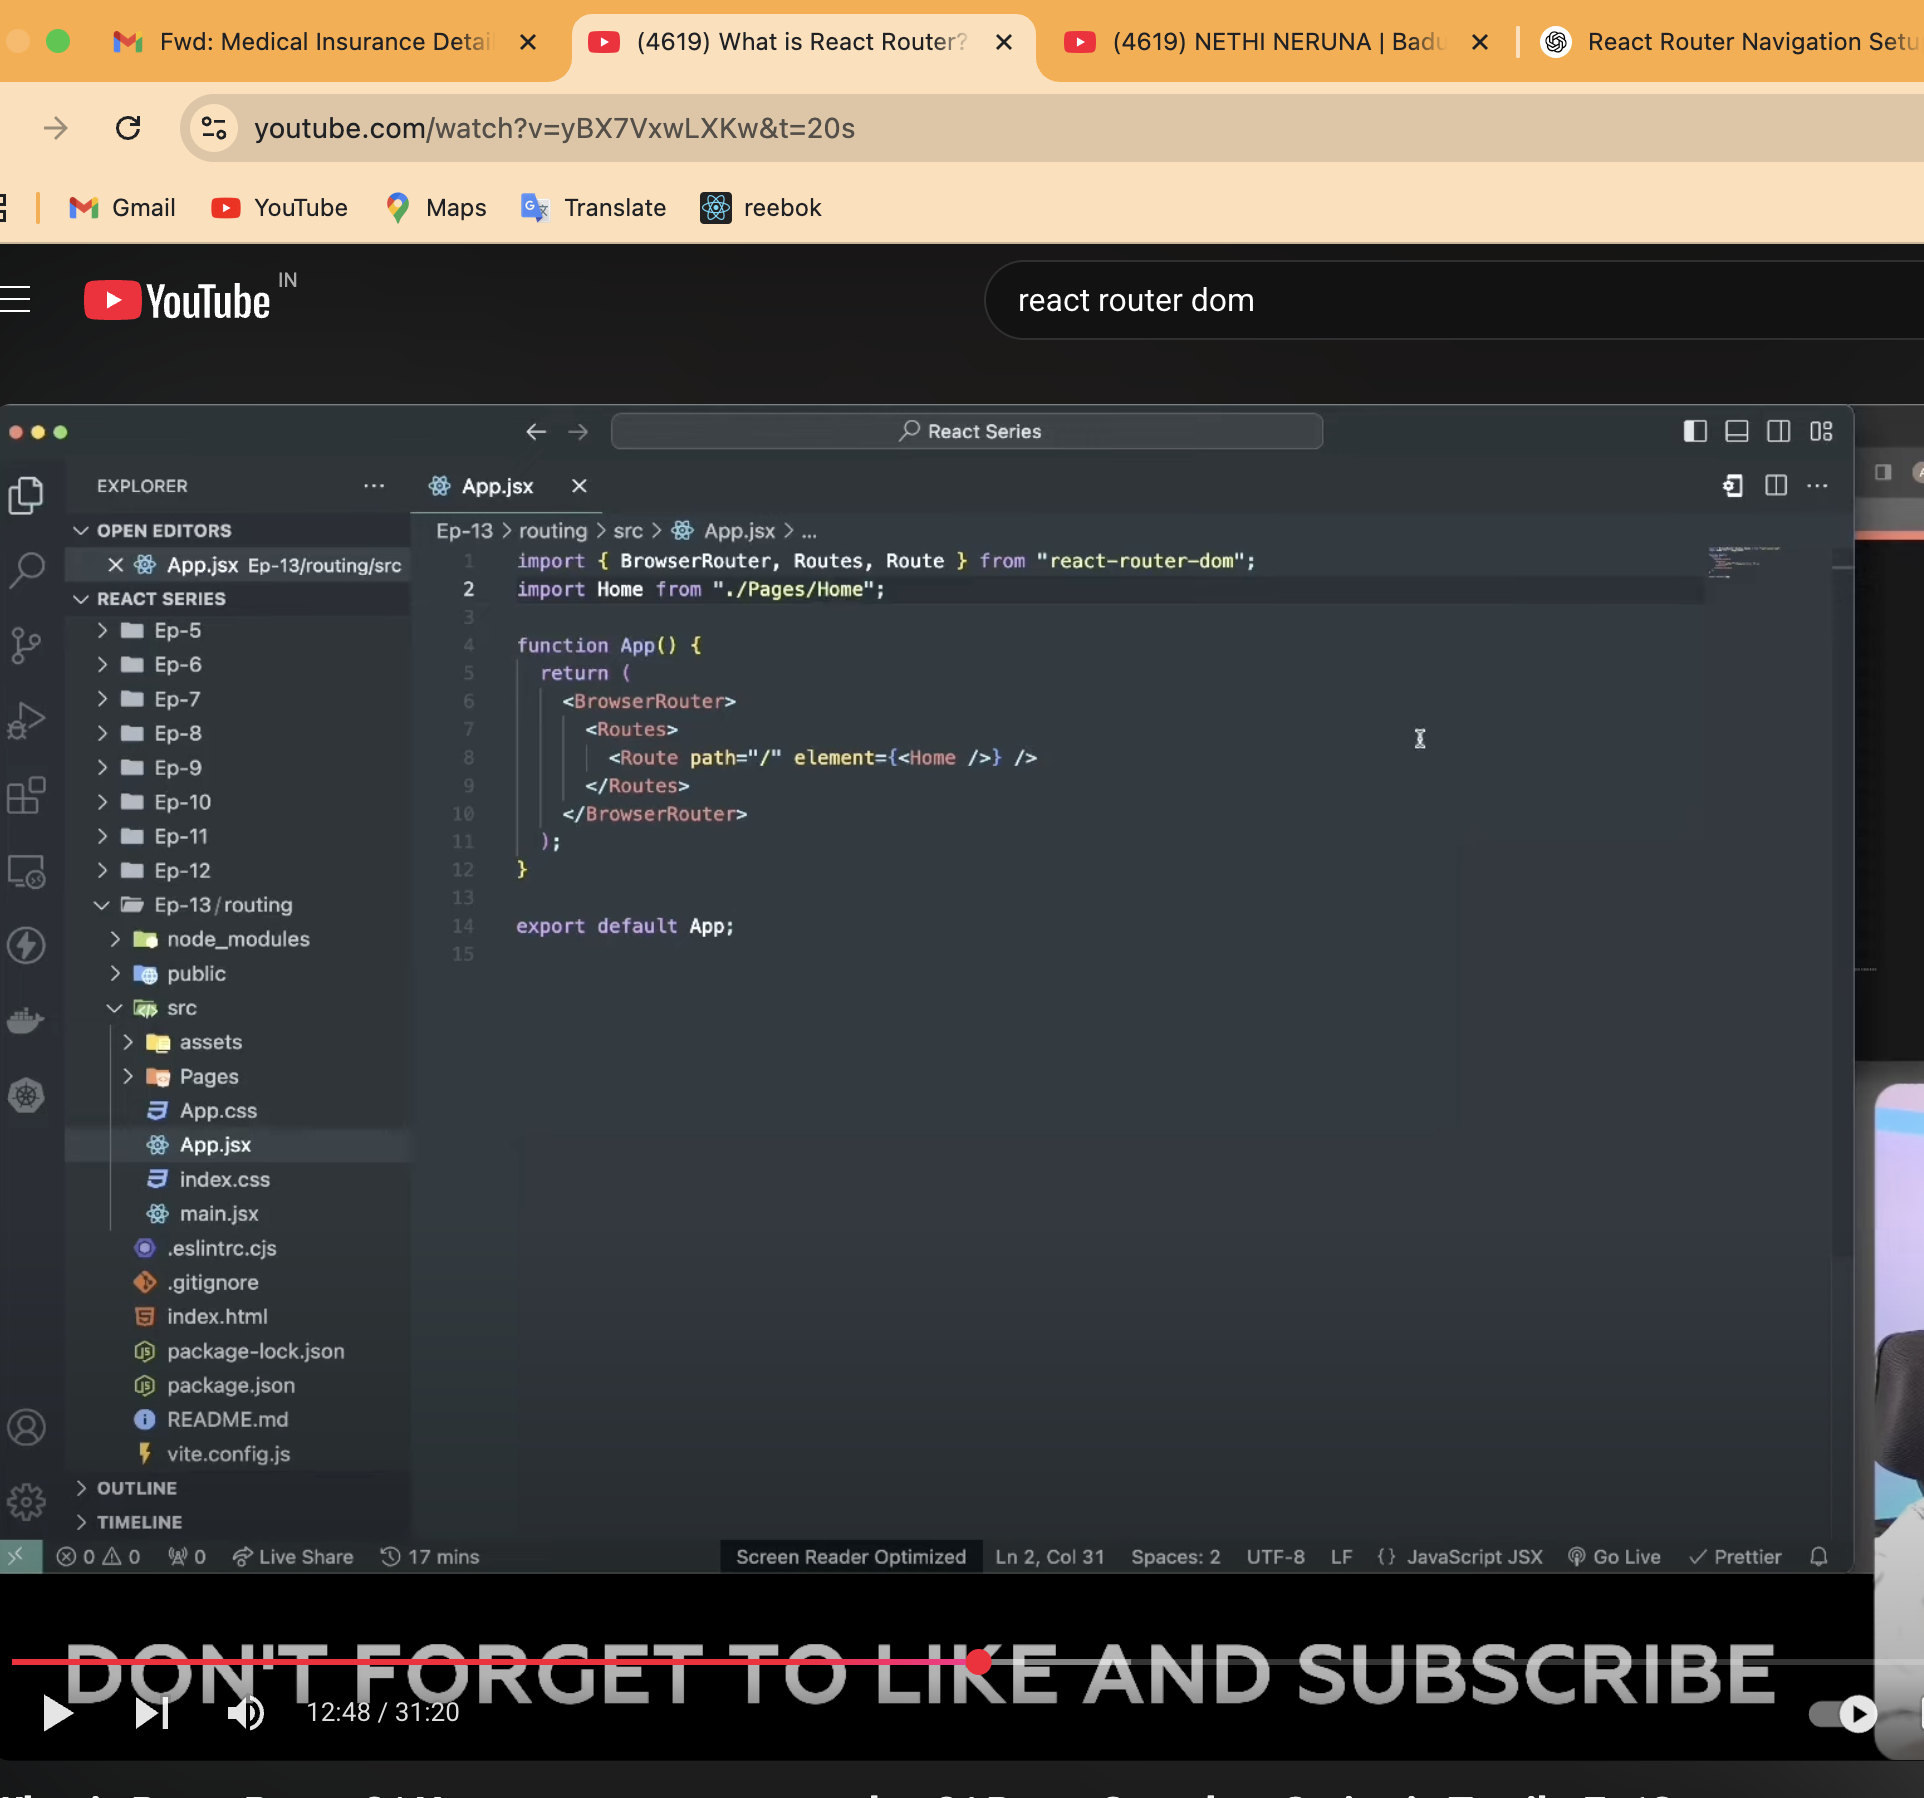 Fwd: Medical Insurance Detai
(4619) What is React Router?
(4619) NETHI NERUNA | Badu
React Router Navigation Setu
youtube.com/watch?v=yBX7VxwLXKw&t=20s
Gmail
YouTube
Maps
Translate
reebok
YouTube IN
react router dom
React Series
EXPLORER
App.jsx
OPEN EDITORS
Ep-13 > routing > src > App.jsx > ...
App.jsx Ep-13/routing/src
REACT SERIES
Ep-5
Ep-6
Ep-7
Ep-8
Ep-9
Ep-10
Ep-11
Ep-12
Ep-13/routing
node_modules
public
src
assets
Pages
App.css
App.jsx
index.css
main.jsx
.eslintrc.cjs
.gitignore
index.html
package-lock.json
package.json
README.md
vite.config.js
OUTLINE
TIMELINE
1 import { BrowserRouter, Routes, Route } from "react-router-dom";
2 import Home from "./Pages/Home";
3
4 function App() {
5 return (
6 <BrowserRouter>
7 <Routes>
8 <Route path="/" element={<Home />} />
9 </Routes>
10 </BrowserRouter>
11 );
12 }
13
14 export default App;
15
0 0 0 Live Share 17 mins Screen Reader Optimized Ln 2, Col 31 Spaces: 2 UTF-8 LF {} JavaScript JSX Go Live Prettier
DON'T FORGET TO LIKE AND SUBSCRIBE
12:48 / 31:20